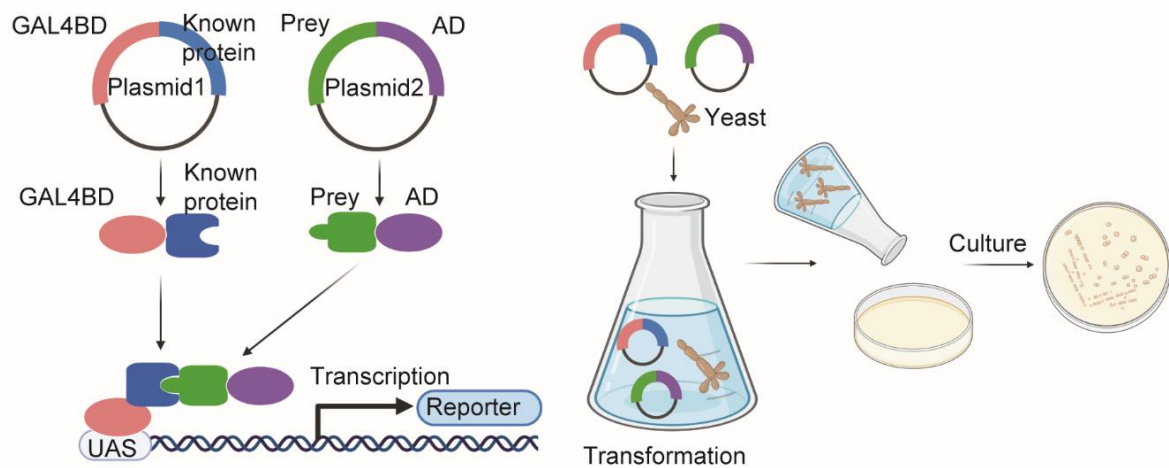 GAL4BD
Known
protein
Prey
AD
Plasmid1
Plasmid2
GAL4BD
Known
protein
Prey
AD
Transcription
Reporter
UAS
Yeast
Culture
Transformation